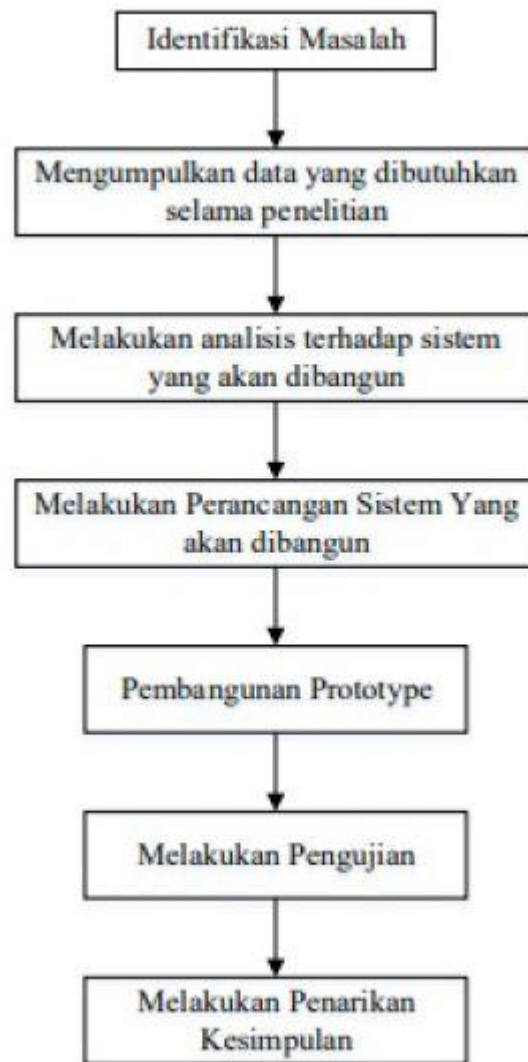 Identifikasi Masalah
Mengumpulkan data yang dibutuhkan
selama penelitian
Melakukan analisis terhadap sistem
yang akan dibangun
Melakukan Perancangan Sistem Yang
akan dibangun
Pembangunan Prototype
Melakukan Pengujian
Melakukan Penarikan
Kesimpulan